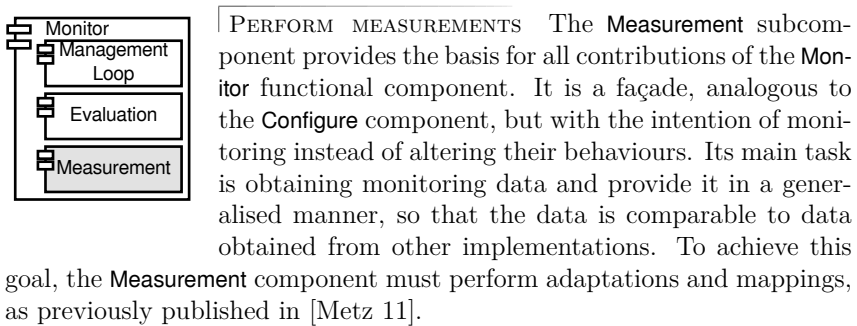 Monitor
Management
Loop
Evaluation
Measurement
PERFORM MEASUREMENTS The Measurement subcom-
ponent provides the basis for all contributions of the Mon-
itor functional component. It is a façade, analogous to
the Configure component, but with the intention of moni-
toring instead of altering their behaviours. Its main task
is obtaining monitoring data and provide it in a gener-
alised manner, so that the data is comparable to data
obtained from other implementations. To achieve this
goal, the Measurement component must perform adaptations and mappings,
as previously published in [Metz 11].